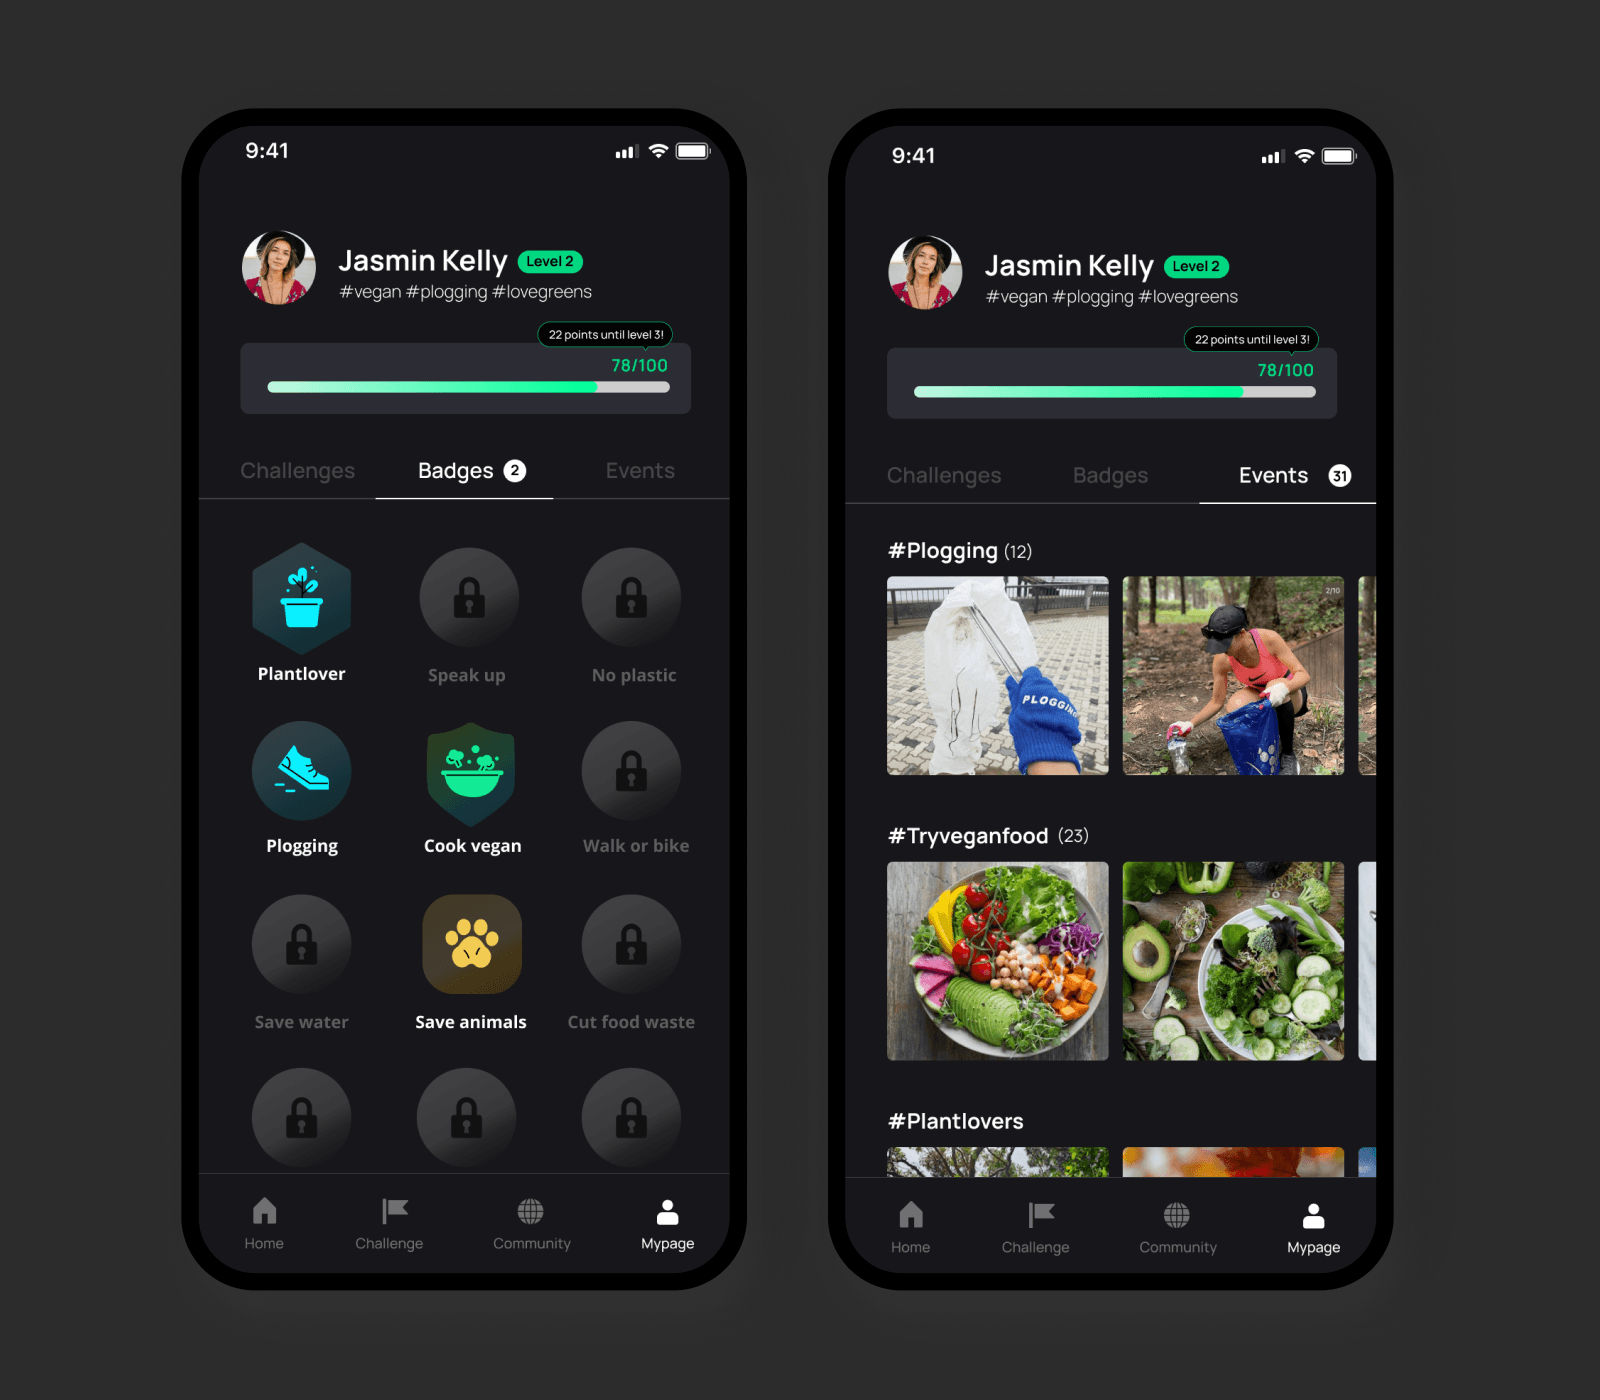 9:41
Jasmin Kelly Level 2
#vegan #plogging #lovegreens
22 points until level 3!
78/100
Challenges Badges 2 Events
Plantlover Speak up No plastic
Plogging Cook vegan Walk or bike
Save water Save animals Cut food waste
Home Challenge Community Mypage
9:41
Jasmin Kelly Level 2
#vegan #plogging #lovegreens
22 points until level 3!
78/100
Challenges Badges Events 31
#Plogging (12)
PLOGGING
2/10
#Tryveganfood (23)
#Plantlovers
Home Challenge Community Mypage